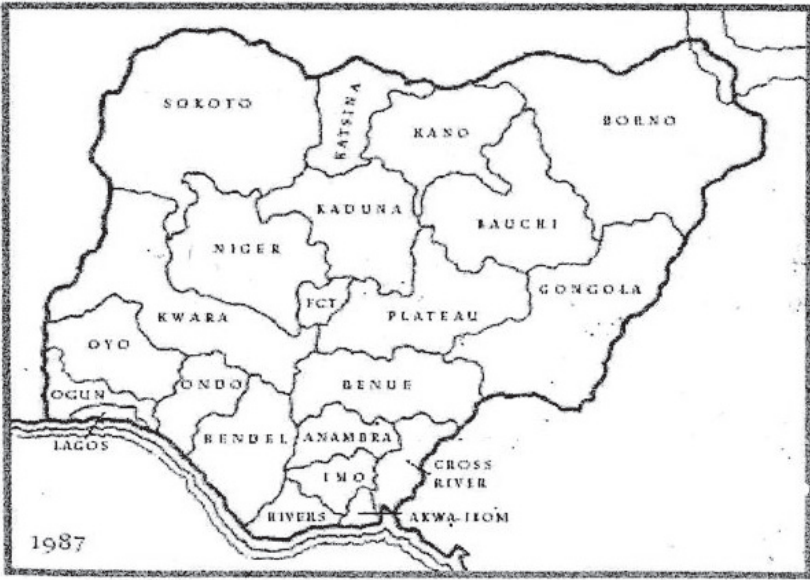 SOKOTO
KATSINA
KANO
BORNO
KADUNA
BAUCHI
NIGER
GONGOLA
FCT
KWARA
PLATEAU
OYO
ONDO
BENUE
OGUN
BENDEL
ANAMBRA
LAGOS
IMO
CROSS
RIVER
RIVERS
AKWA-IBOM
1987